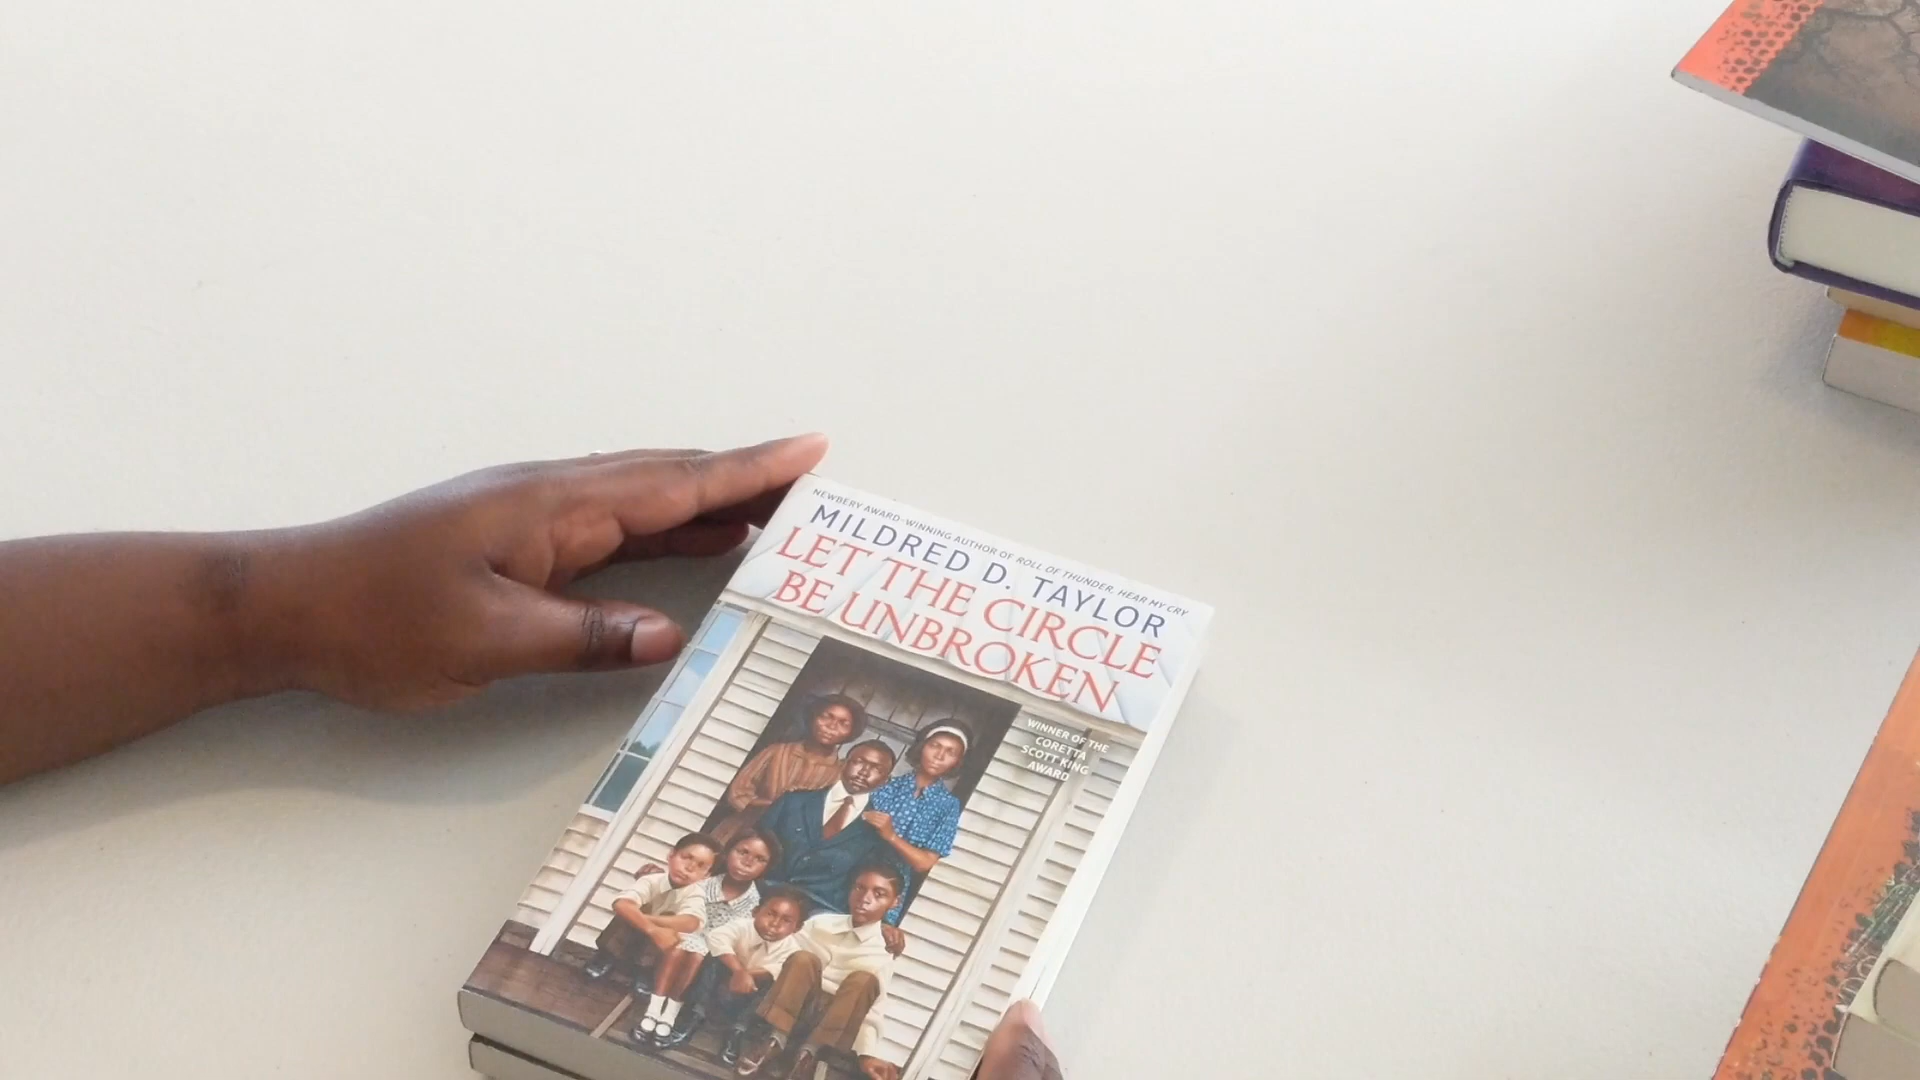 NEWBERY AWARD-WINNING AUTHOR OF ROLL OF THUNDER, HEAR MY CRY
MILDRED D. TAYLOR
LET THE CIRCLE
BE UNBROKEN
WINNER OF THE
CORETTA
SCOTT KING
AWARD